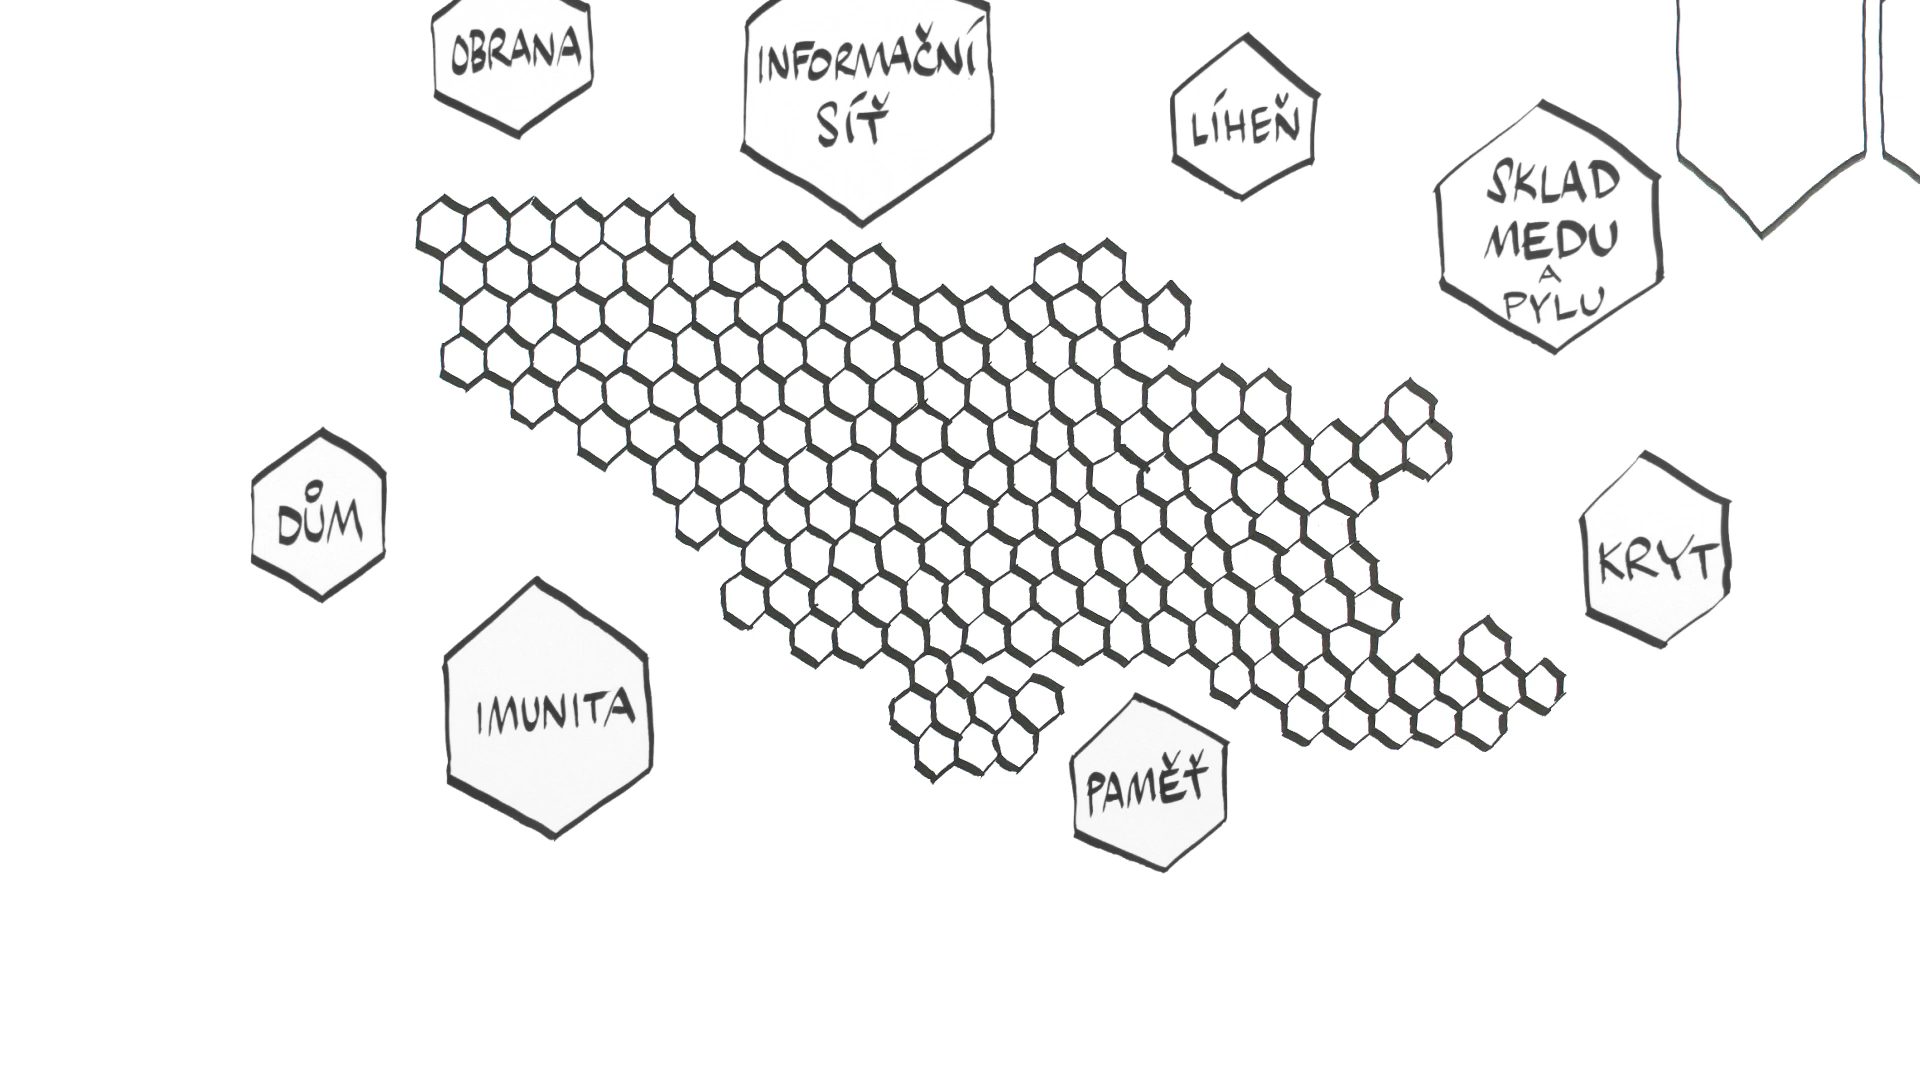 OBRANA
INFORMAČNÍ
SÍŤ
LÍHEŇ
SKLAD
MEDU
A
PYLU
DŮM
KRYT
IMUNITA
PAMĚŤ